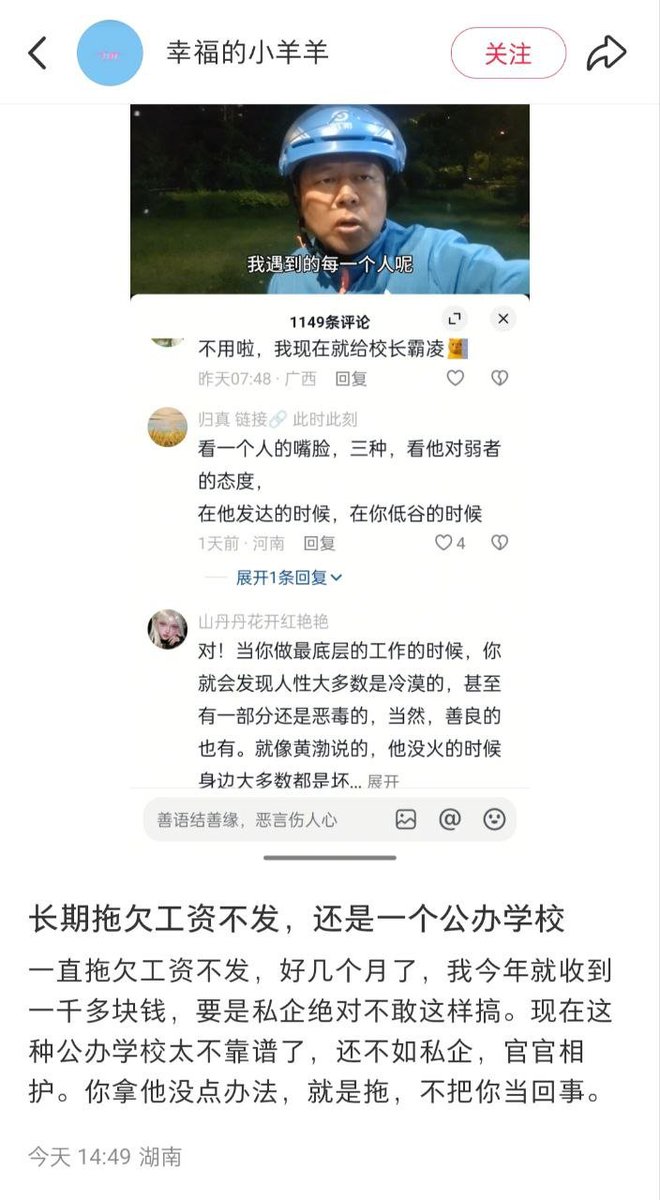 幸福的小羊羊
关注
我遇到的每一个人呢
1149条评论
不用啦，我现在就给校长霸凌
昨天07:48 · 广西 回复
归真 链接🔗 此时此刻
看一个人的嘴脸，三种，看他对弱者
的态度，
在他发达的时候，在你低谷的时候
1天前 · 河南 回复
4
展开1条回复
山丹丹花开红艳艳
对！当你做最底层的工作的时候，你
就会发现人性大多数是冷漠的，甚至
有一部分还是恶毒的，当然，善良的
也有。就像黄渤说的，他没火的时候
身边大多数都是坏... 展开
善语结善缘，恶言伤人心
长期拖欠工资不发，还是一个公办学校
一直拖欠工资不发，好几个月了，我今年就收到
一千多块钱，要是私企绝对不敢这样搞。现在这
种公办学校太不靠谱了，还不如私企，官官相
护。你拿他没点办法，就是拖，不把你当回事。
今天 14:49 湖南